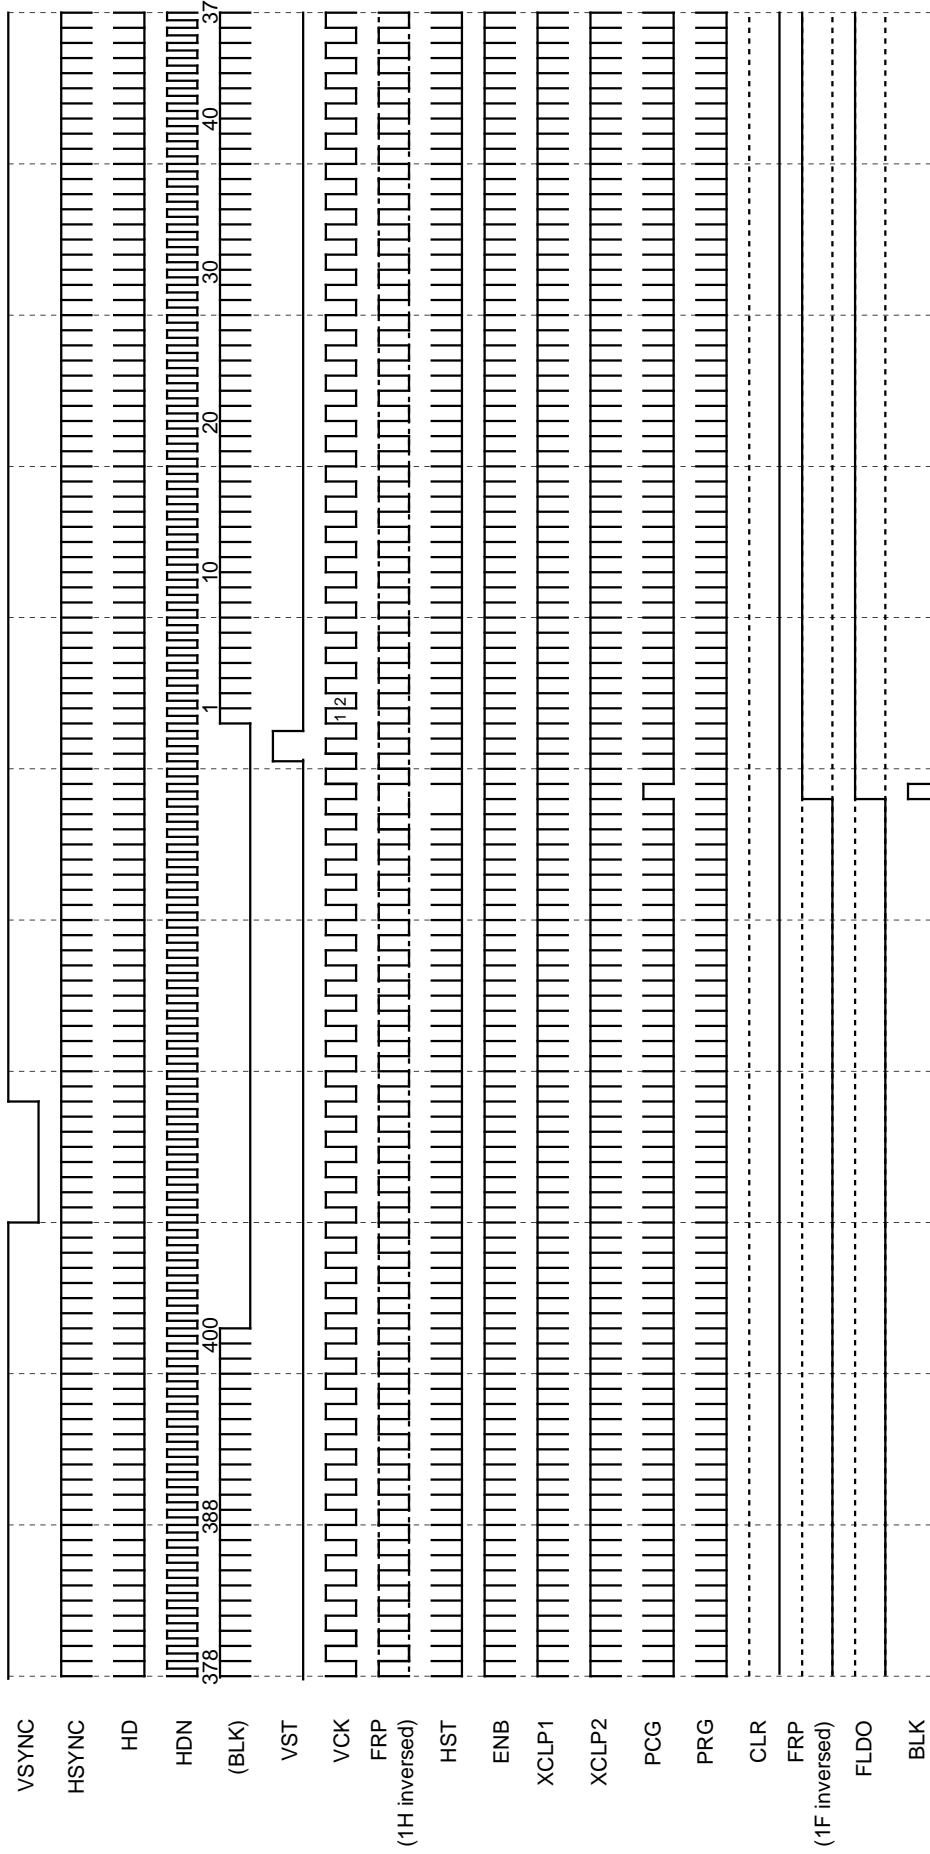 VSYNC
HSYNC
HD
HDN
378 388 400 1 10 20 30 40 37
(BLK)
VST
VCK
1 2
FRP
(1H inversed)
HST
ENB
XCLP1
XCLP2
PCG
PRG
CLR
FRP
(1F inversed)
FLDO
BLK